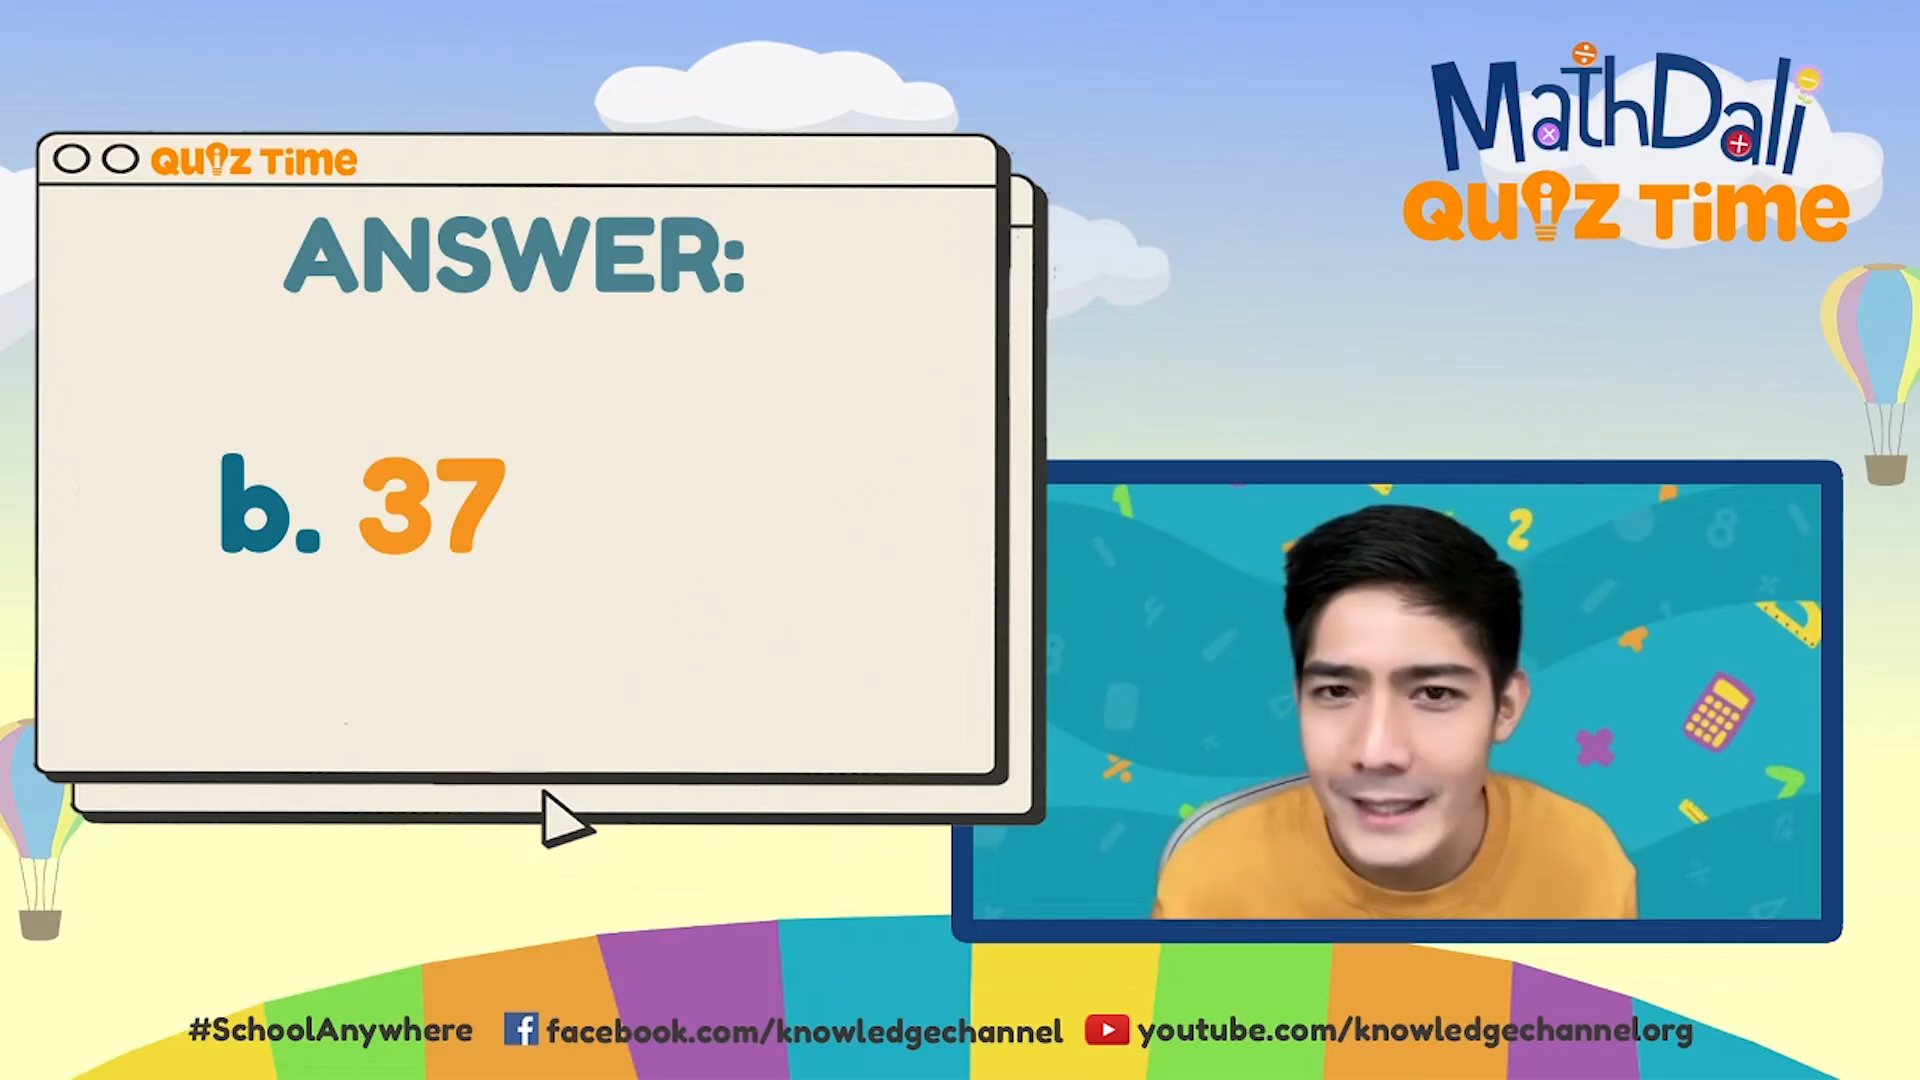 MathDali
QUIZ TIME
QUIZ TIME
ANSWER:
b. 37
#SchoolAnywhere facebook.com/knowledgechannel youtube.com/knowledgechannelorg